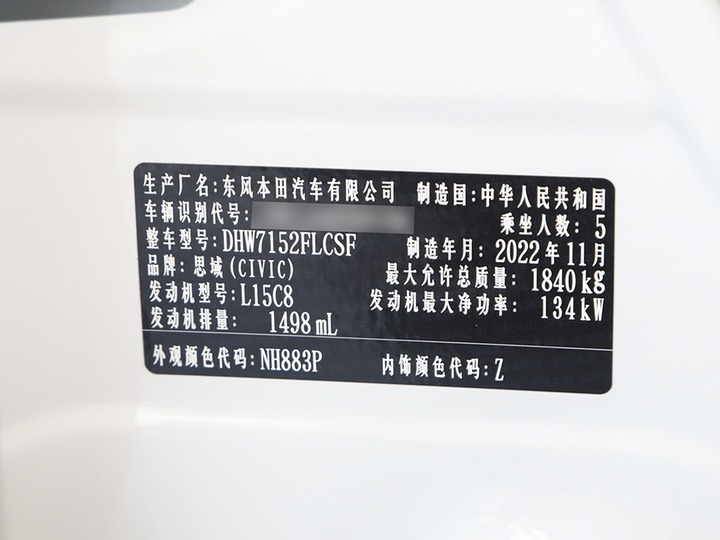 生产厂名:东风本田汽车有限公司 制造国:中华人民共和国
车辆识别代号: 乘坐人数: 5
整车型号:DHW7152FLCSF 制造年月: 2022年11月
品牌: 思域(CIVIC) 最大允许总质量: 1840kg
发动机型号:L15C8 发动机最大净功率: 134kW
发动机排量: 1498mL
外观颜色代码:NH883P 内饰颜色代码:Z